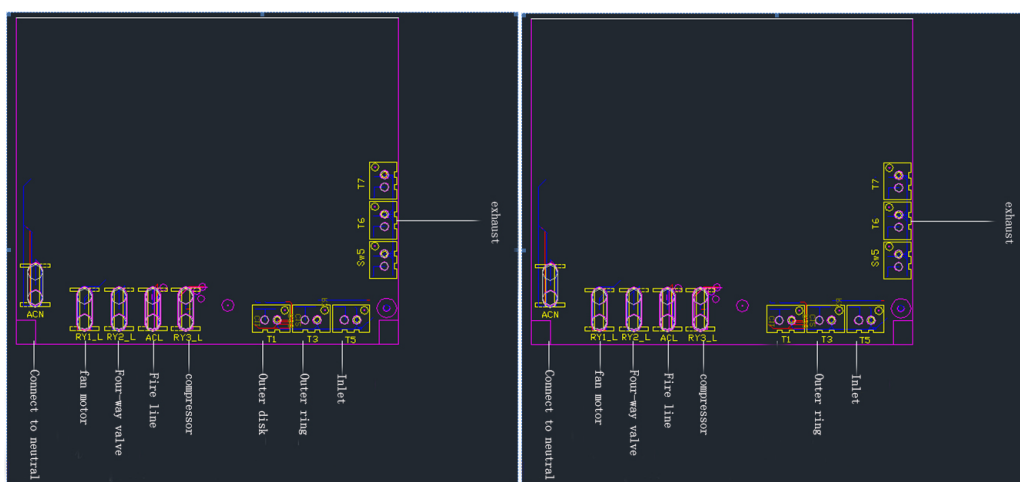 T7
T6
Sw5
exhaust
ACN
RY1_L
RY2_L
ACL
RY3_L
T1
T3
T5
Connect to neutral
fan motor
Four-way valve
Fire line
compressor
Outer disk
Outer ring
Inlet
T7
T6
Sw5
exhaust
ACN
RY1_L
RY2_L
ACL
RY3_L
T1
T3
T5
Connect to neutral
fan motor
Four-way valve
Fire line
compressor
Outer ring
Inlet